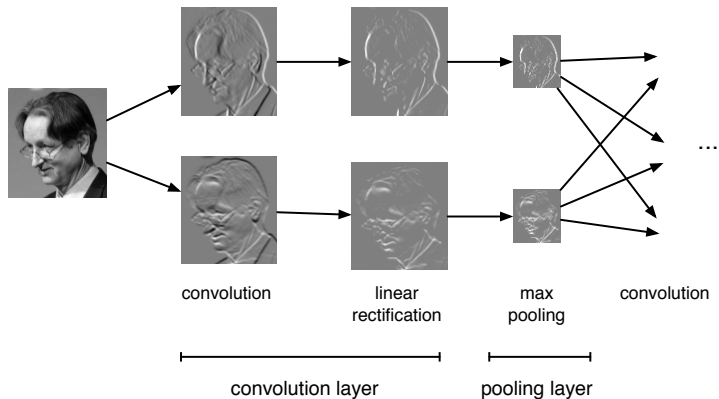 ...
convolution
linear
rectification
max
pooling
convolution
convolution layer
pooling layer